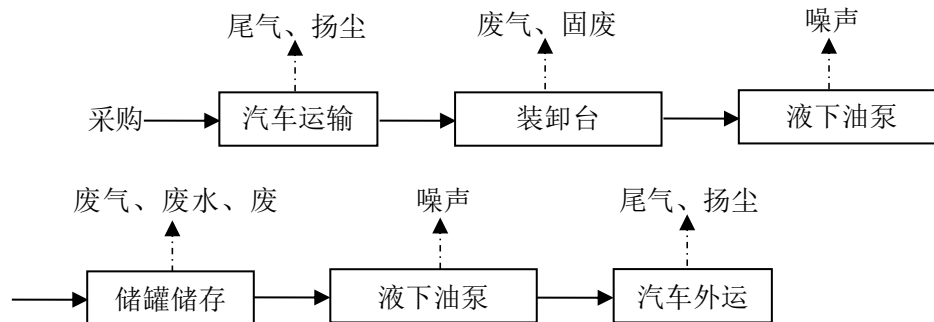 尾气、扬尘
废气、固废
噪声
采购
汽车运输
装卸台
液下油泵
废气、废水、废
噪声
尾气、扬尘
储罐储存
液下油泵
汽车外运